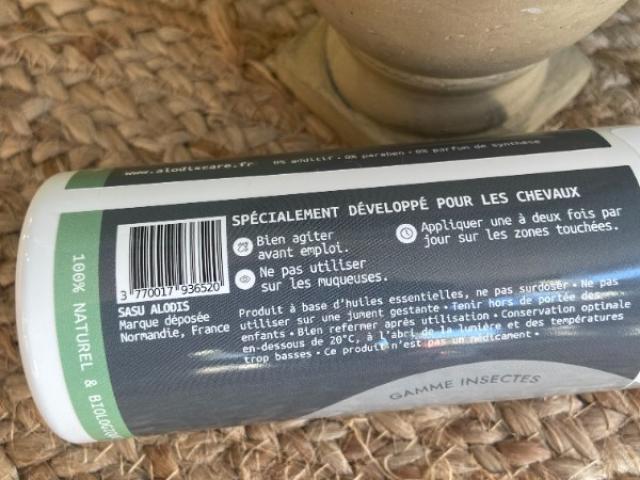 www.alodiscare.fr
0% additif • 0% paraben • 0% parfum de synthèse
SPÉCIALEMENT DÉVELOPPÉ POUR LES CHEVAUX
Bien agiter
avant emploi.
Ne pas utiliser
sur les muqueuses.
Appliquer une à deux fois par
jour sur les zones touchées.
3 770017 936520
SASU ALODIS
Marque déposée
Normandie, France
Produit à base d'huiles essentielles, ne pas surdoser • Ne pas
utiliser sur une jument gestante • Tenir hors de portée des
enfants • Bien refermer après utilisation • Conservation optimale
en-dessous de 20°C, à l'abri de la lumière et des températures
trop basses • Ce produit n'est pas un médicament •
GAMME INSECTES
100% NATUREL &